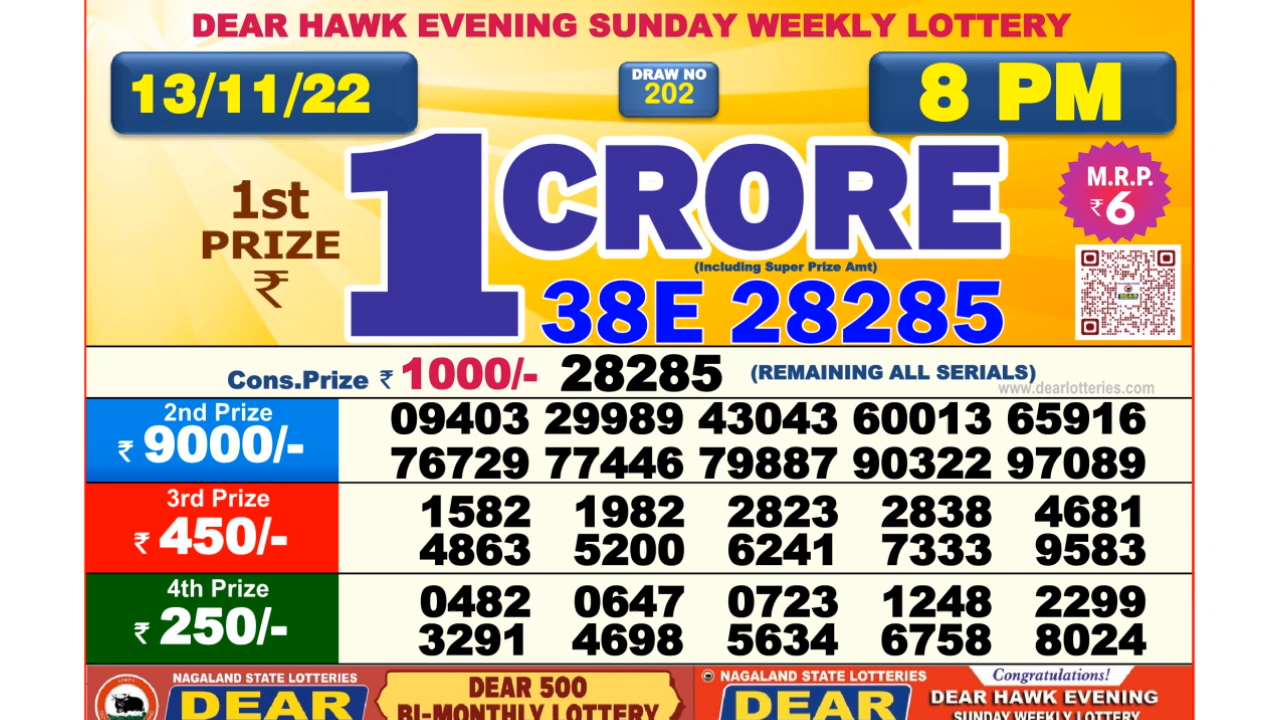 DEAR HAWK EVENING SUNDAY WEEKLY LOTTERY
13/11/22
DRAW NO
202
8 PM
1st
PRIZE
₹
1 CRORE
(Including Super Prize Amt)
38E 28285
M.R.P.
₹ 6
DEAR
Cons.Prize ₹ 1000/- 28285 (REMAINING ALL SERIALS)
www.dearlotteries.com
2nd Prize
₹ 9000/-
09403 29989 43043 60013 65916
76729 77446 79887 90322 97089
3rd Prize
₹ 450/-
1582 1982 2823 2838 4681
4863 5200 6241 7333 9583
4th Prize
₹ 250/-
0482 0647 0723 1248 2299
3291 4698 5634 6758 8024
NAGALAND STATE LOTTERIES
DEAR
DEAR 500
BI-MONTHLY LOTTERY
NAGALAND STATE LOTTERIES
DEAR
Congratulations!
DEAR HAWK EVENING
SUNDAY WEEKLY LOTTERY